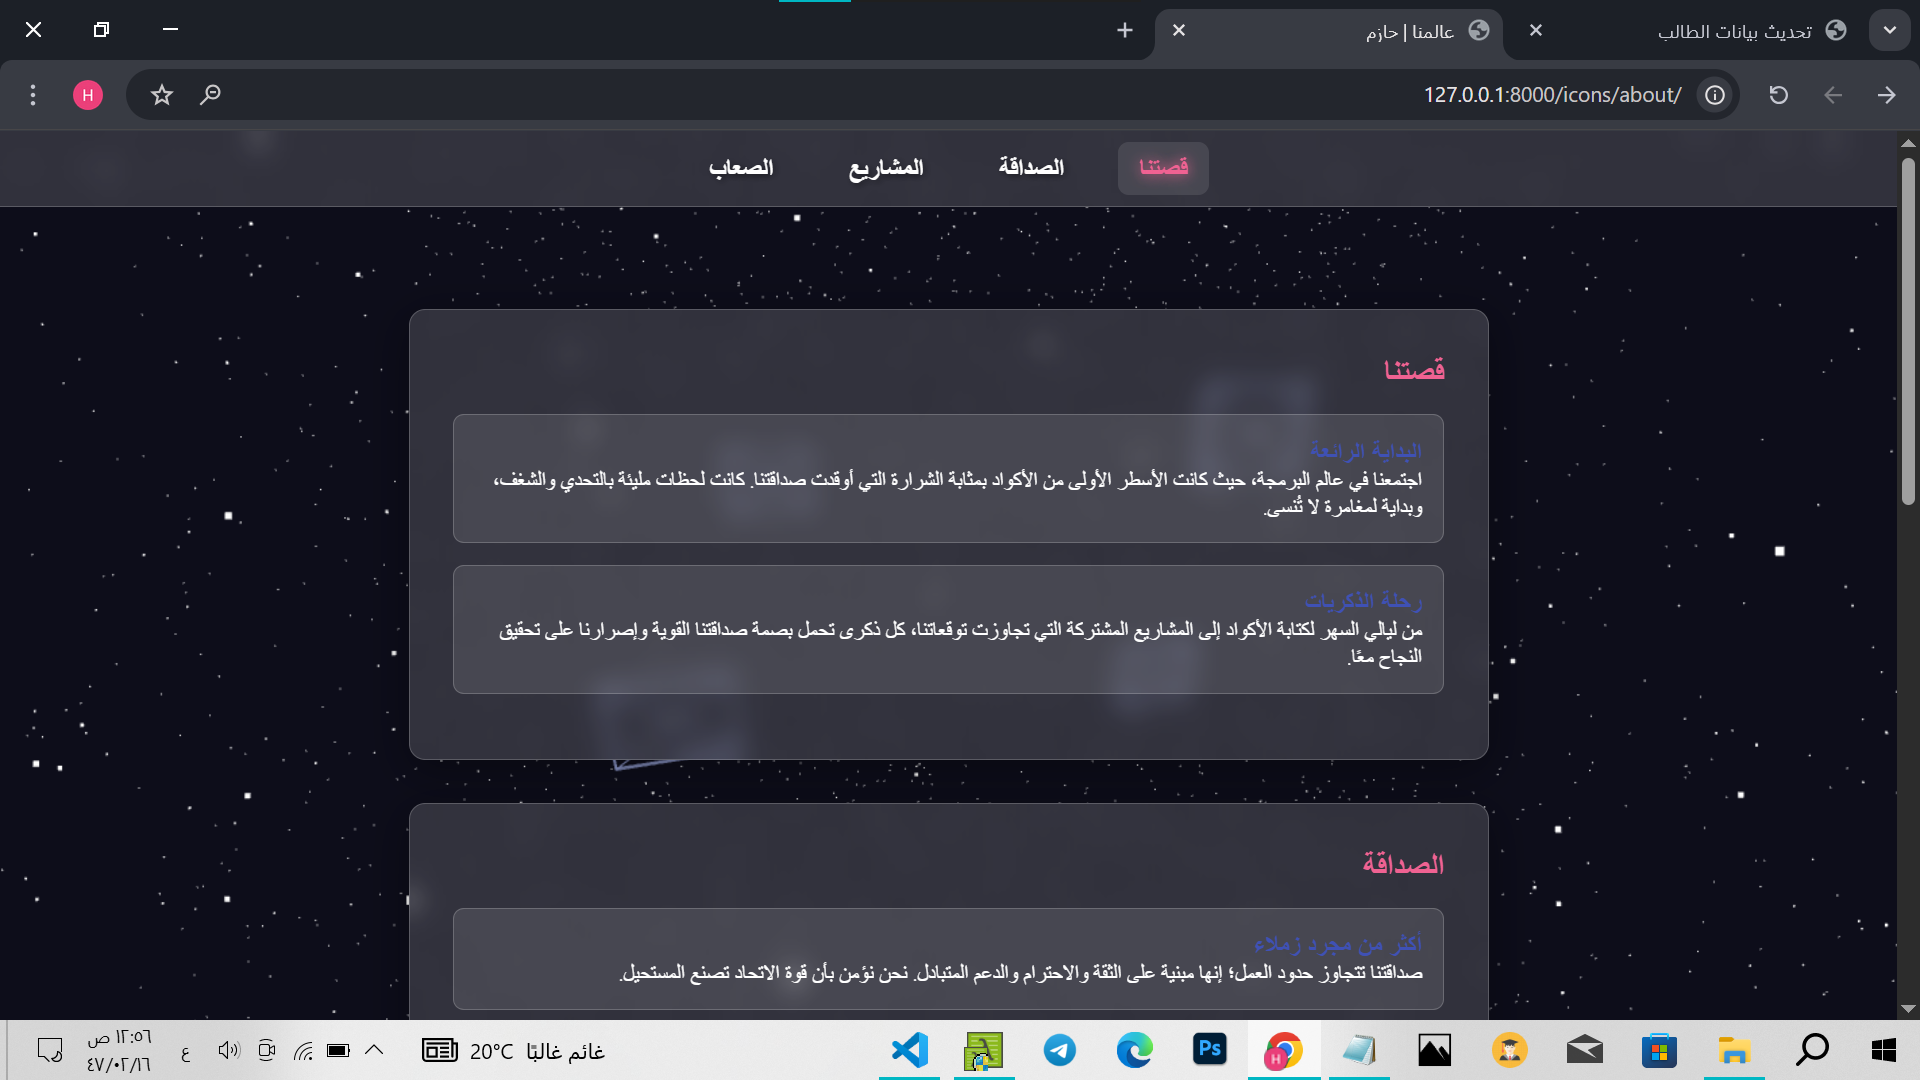 تحديث بيانات الطالب
عالمنا | حازم
127.0.0.1:8000/icons/about/
H
قصتنا
الصداقة
المشاريع
الصعاب
قصتنا
البداية الرائعة
اجتمعنا في عالم البرمجة، حيث كانت الأسطر الأولى من الأكواد بمثابة الشرارة التي أوقدت صداقتنا. كانت لحظات مليئة بالتحدي والشغف،
وبداية لمغامرة لا تُنسى.
رحلة الذكريات
من ليالي السهر لكتابة الأكواد إلى المشاريع المشتركة التي تجاوزت توقعاتنا، كل ذكرى تحمل بصمة صداقتنا القوية وإصرارنا على تحقيق
النجاح معًا.
الصداقة
أكثر من مجرد زملاء
صداقتنا تتجاوز حدود العمل؛ إنها مبنية على الثقة والاحترام والدعم المتبادل. نحن نؤمن بأن قوة الاتحاد تصنع المستحيل.
Ps
H
غائم غالبًا
20°C
ع
١٢:٥٦ ص
٤٧/٠٢/١٦